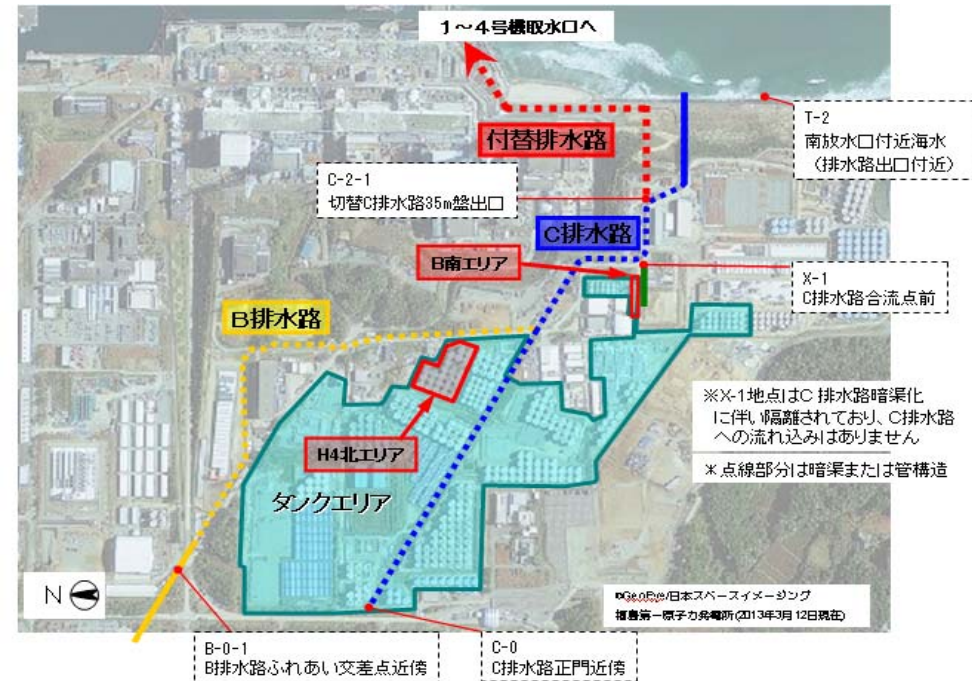 1～4号機取水口へ
付替排水路
T-2
南放水口付近海水
（排水路出口付近）
C-2-1
切替C排水路35m盤出口
C排水路
B南エリア
X-1
C排水路合流点前
B排水路
※X-1地点はC排水路暗渠化
に伴い隔離されており、C排水路
への流れ込みはありません
H4北エリア
＊点線部分は暗渠または管構造
タンクエリア
N
©GeoEye/日本スペースイメージング
福島第一原子力発電所(2013年3月12日現在)
B-0-1
B排水路ふれあい交差点近傍
C-0
C排水路正門近傍